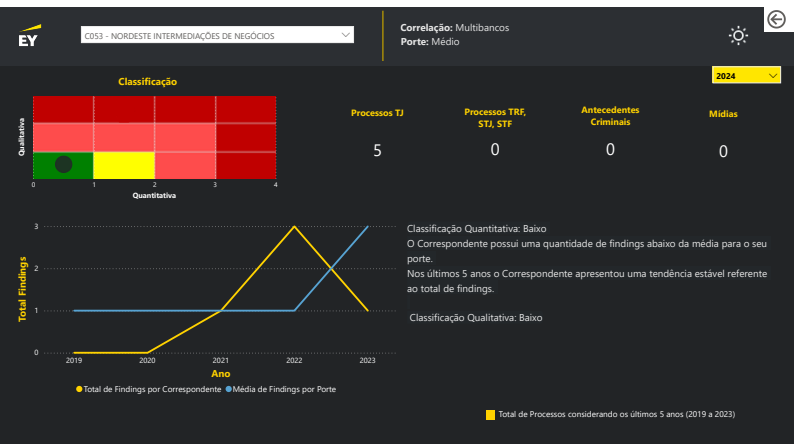 EY
C053 - NORDESTE INTERMEDIAÇÕES DE NEGÓCIOS
Correlação: Multibancos
Porte: Médio
2024
Classificação
Qualitativa
0 1 2 3 4
Quantitativa
Processos TJ
5
Processos TRF,
STJ, STF
0
Antecedentes
Criminais
0
Mídias
0
Total Findings
3
2
1
0
2019 2020 2021 2022 2023
Ano
Total de Findings por Correspondente Média de Findings por Porte
Classificação Quantitativa: Baixo
O Correspondente possui uma quantidade de findings abaixo da média para o seu
porte.
Nos últimos 5 anos o Correspondente apresentou uma tendência estável referente
ao total de findings.
Classificação Qualitativa: Baixo
Total de Processos considerando os últimos 5 anos (2019 a 2023)